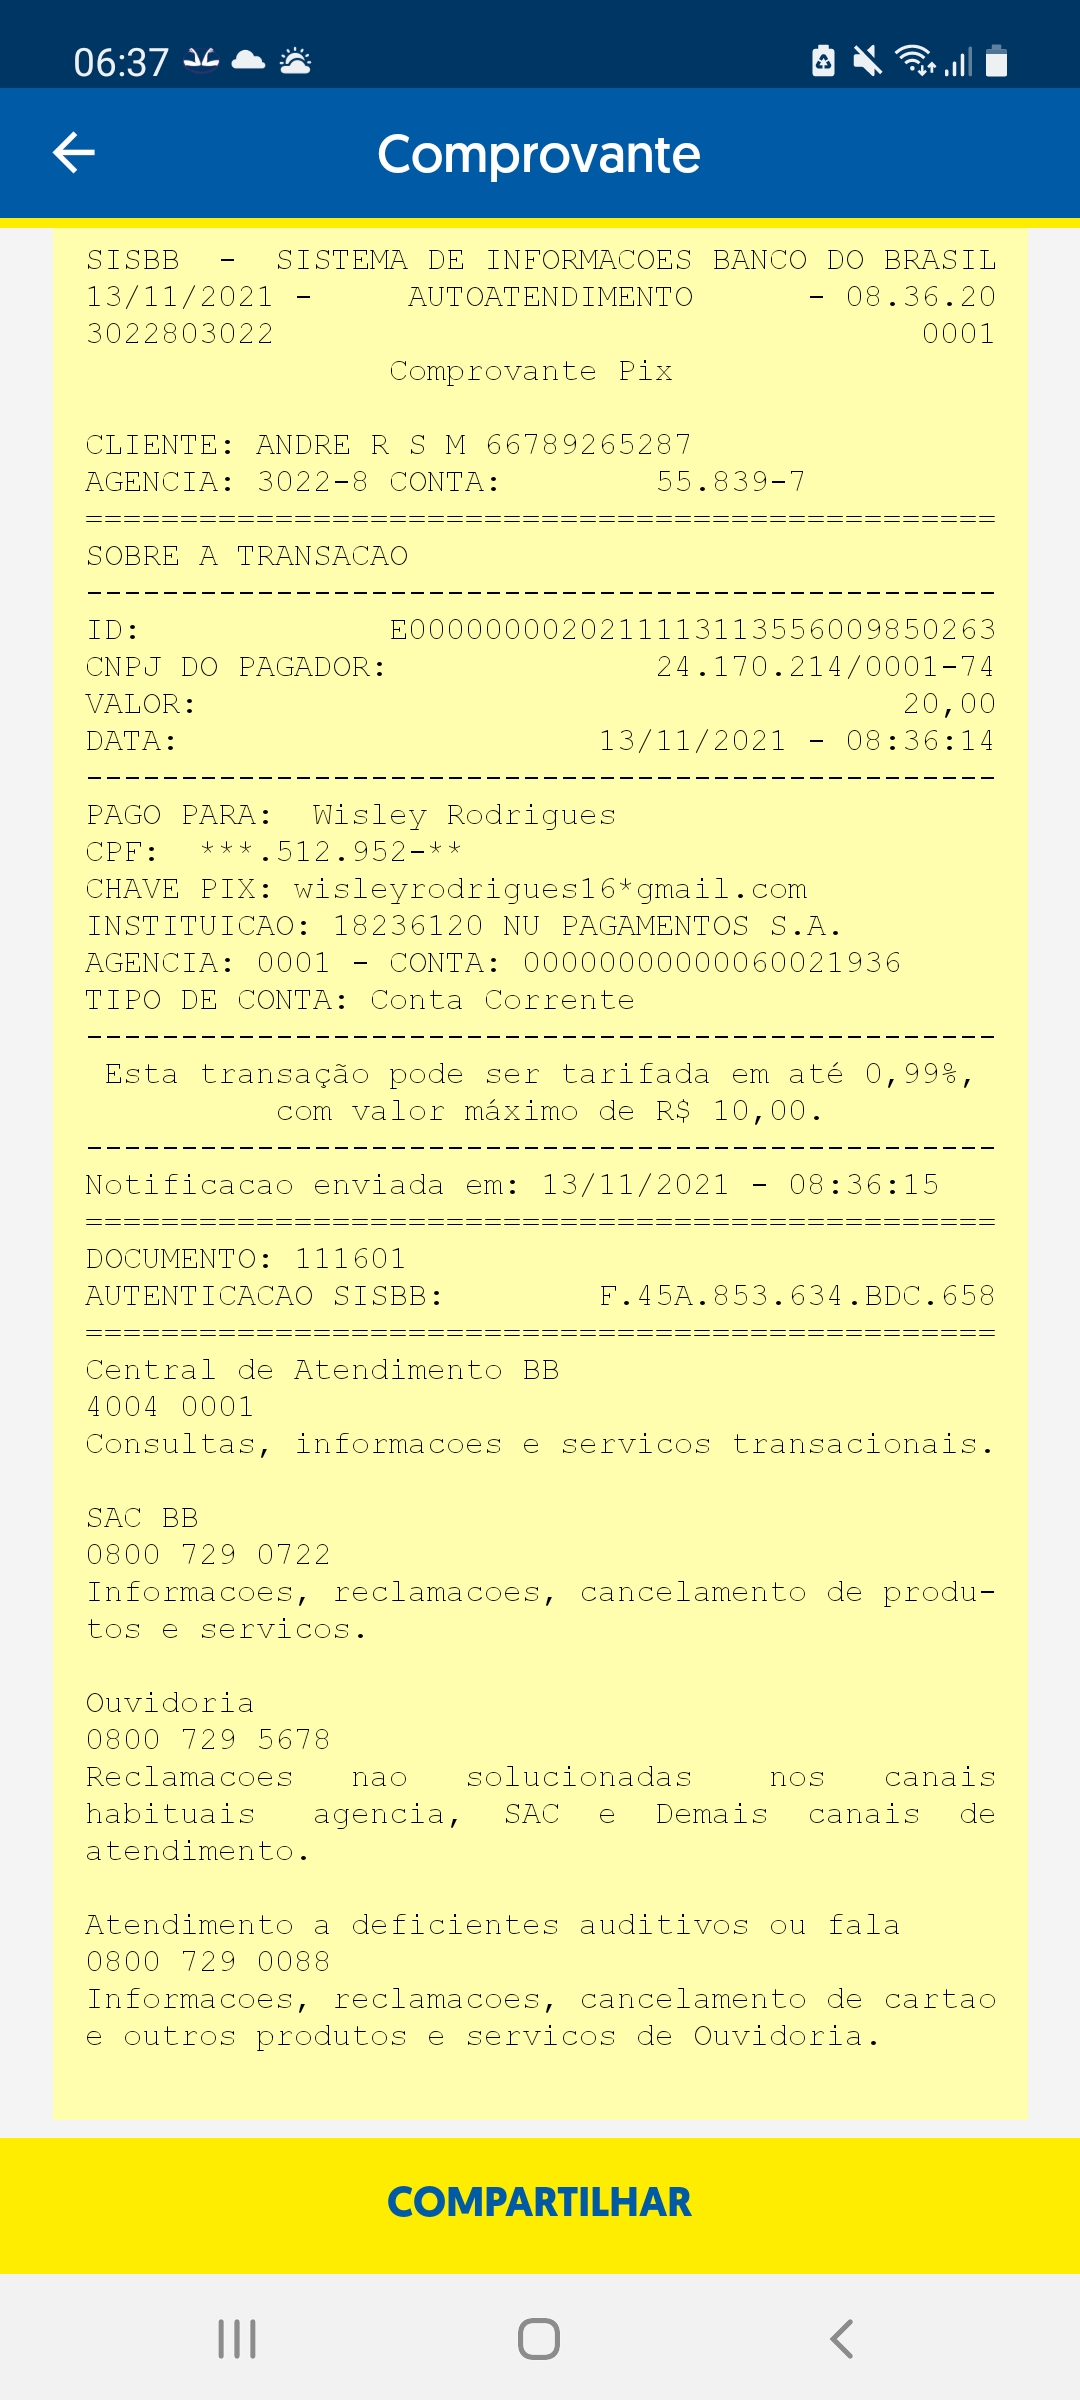 06:37
Comprovante
SISBB - SISTEMA DE INFORMACOES BANCO DO BRASIL
13/11/2021 - AUTOATENDIMENTO - 08.36.20
3022803022 0001
Comprovante Pix
CLIENTE: ANDRE R S M 66789265287
AGENCIA: 3022-8 CONTA: 55.839-7
================================================
SOBRE A TRANSACAO
------------------------------------------------
ID: E0000000020211113113556009850263
CNPJ DO PAGADOR: 24.170.214/0001-74
VALOR: 20,00
DATA: 13/11/2021 - 08:36:14
------------------------------------------------
PAGO PARA: Wisley Rodrigues
CPF: ***.512.952-**
CHAVE PIX: wisleyrodrigues16*gmail.com
INSTITUICAO: 18236120 NU PAGAMENTOS S.A.
AGENCIA: 0001 - CONTA: 00000000000060021936
TIPO DE CONTA: Conta Corrente
------------------------------------------------
Esta transação pode ser tarifada em até 0,99%,
com valor máximo de R$ 10,00.
------------------------------------------------
Notificacao enviada em: 13/11/2021 - 08:36:15
================================================
DOCUMENTO: 111601
AUTENTICACAO SISBB: F.45A.853.634.BDC.658
================================================
Central de Atendimento BB
4004 0001
Consultas, informacoes e servicos transacionais.
SAC BB
0800 729 0722
Informacoes, reclamacoes, cancelamento de produ-
tos e servicos.
Ouvidoria
0800 729 5678
Reclamacoes nao solucionadas nos canais
habituais agencia, SAC e Demais canais de
atendimento.
Atendimento a deficientes auditivos ou fala
0800 729 0088
Informacoes, reclamacoes, cancelamento de cartao
e outros produtos e servicos de Ouvidoria.
COMPARTILHAR